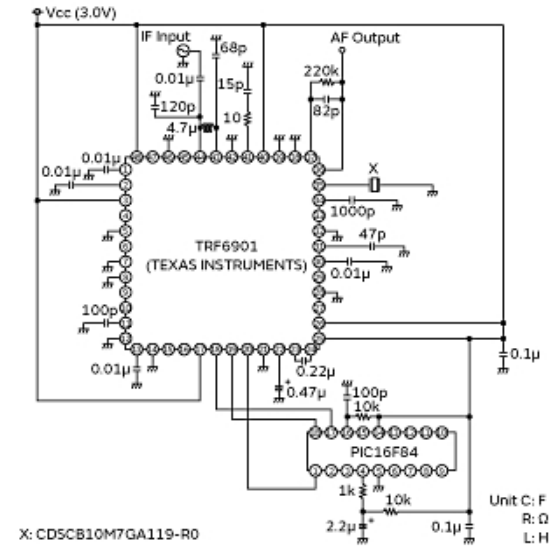 Vcc (3.0V)
IF Input
68p
AF Output
0.01μ
15p
220k
120p
82p
4.7μ
10
0.01μ
0.01μ
X
1000p
TRF6901
(TEXAS INSTRUMENTS)
47p
0.01μ
100p
0.1μ
0.01μ
0.22μ
+
0.47μ
100p
10k
PIC16F84
1k
10k
2.2μ
+
0.1μ
Unit C: F
R: Ω
L: H
X: CDSCB10M7GA119-R0